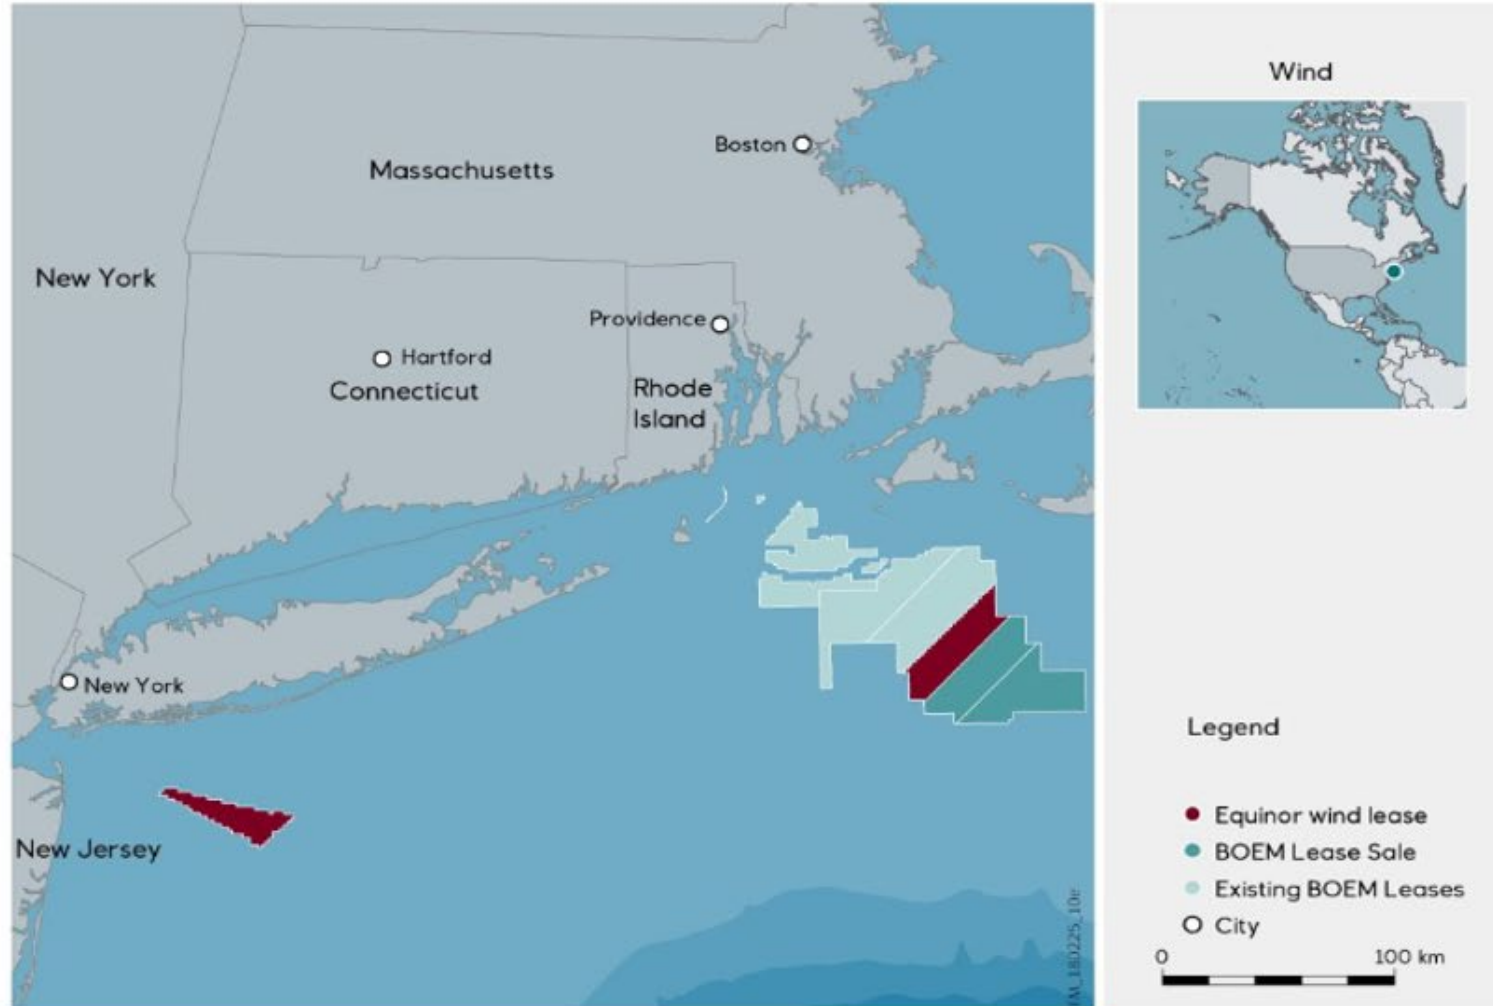 Boston
Massachusetts
New York
Providence
Hartford
Connecticut
Rhode
Island
New York
New Jersey
Wind
Legend
Equinor wind lease
BOEM Lease Sale
Existing BOEM Leases
City
0
100 km